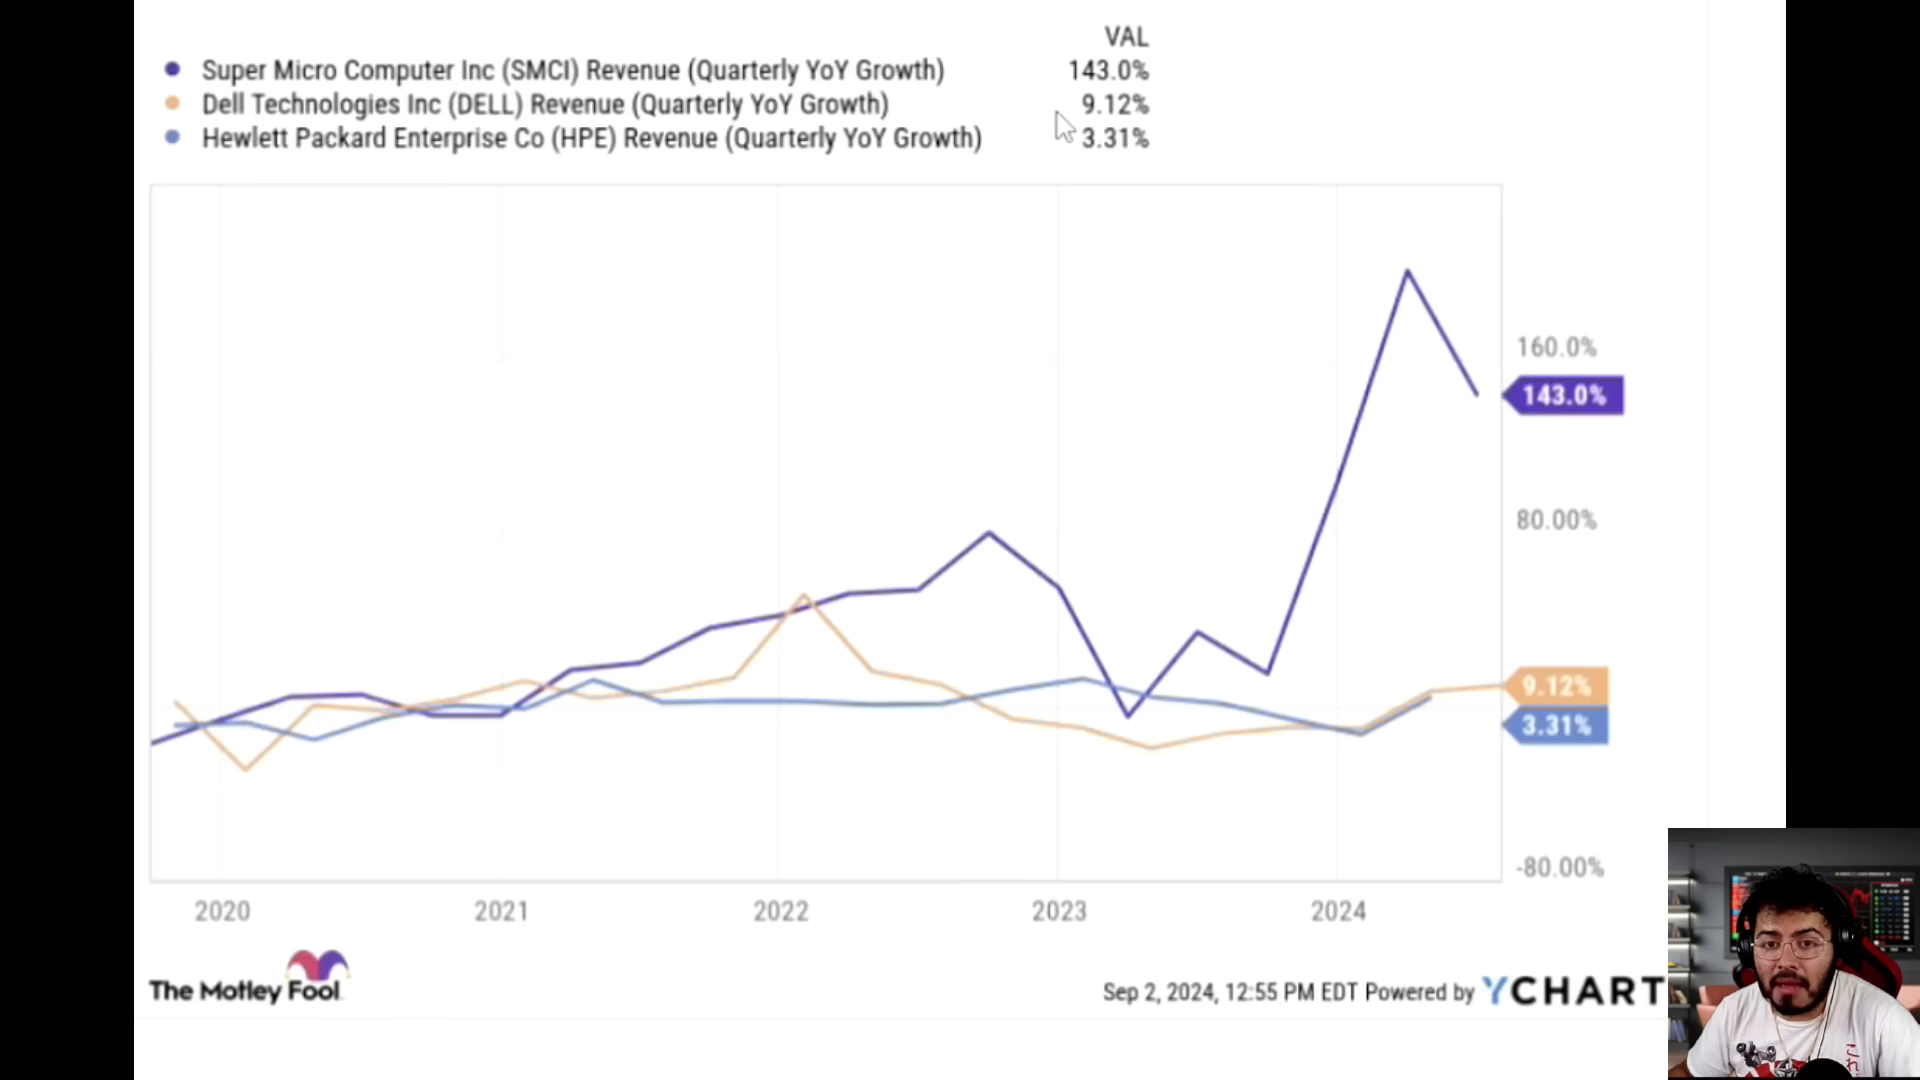 VAL
Super Micro Computer Inc (SMCI) Revenue (Quarterly YoY Growth) 143.0%
Dell Technologies Inc (DELL) Revenue (Quarterly YoY Growth) 9.12%
Hewlett Packard Enterprise Co (HPE) Revenue (Quarterly YoY Growth) 3.31%
160.0%
143.0%
80.00%
9.12%
3.31%
-80.00%
2020 2021 2022 2023 2024
The Motley Fool
Sep 2, 2024, 12:55 PM EDT Powered by YCHART